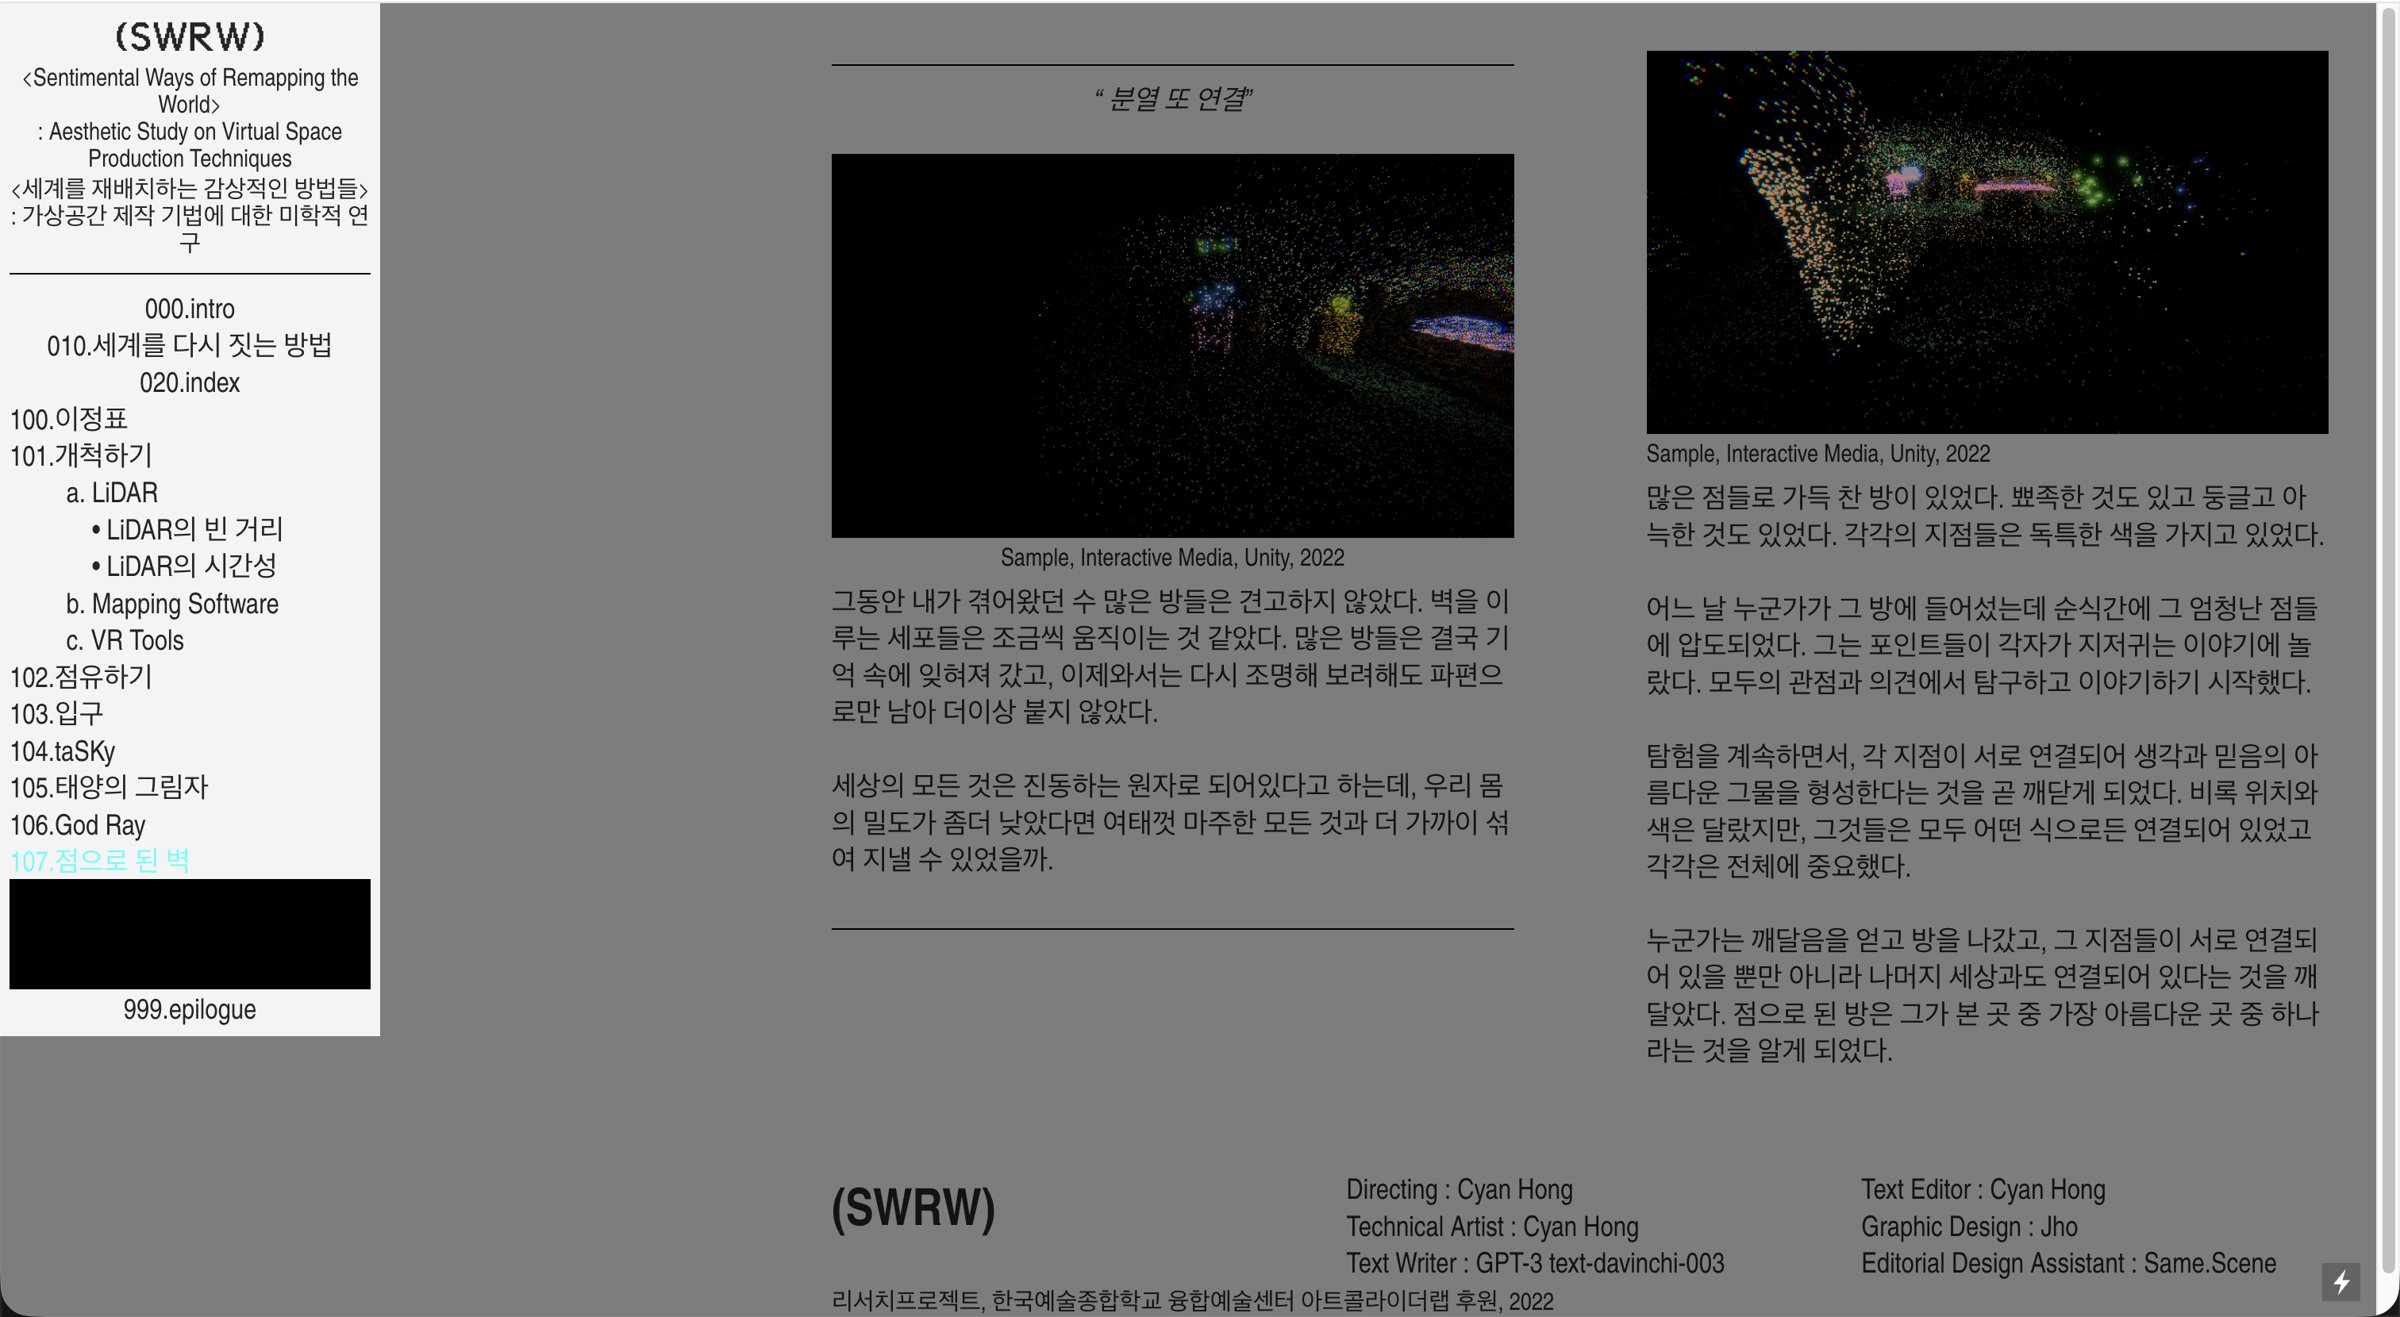 (SWRW)
<Sentimental Ways of Remapping the
World>
: Aesthetic Study on Virtual Space
Production Techniques
<세계를 재배치하는 감상적인 방법들>
: 가상공간 제작 기법에 대한 미학적 연
구
000.intro
010.세계를 다시 짓는 방법
020.index
100.이정표
101.개척하기
a. LiDAR
• LiDAR의 빈 거리
• LiDAR의 시간성
b. Mapping Software
c. VR Tools
102.점유하기
103.입구
104.taSKy
105.태양의 그림자
106.God Ray
107.점으로 된 벽
999.epilogue
“ 분열 또 연결”
Sample, Interactive Media, Unity, 2022
그동안 내가 겪어왔던 수 많은 방들은 견고하지 않았다. 벽을 이
루는 세포들은 조금씩 움직이는 것 같았다. 많은 방들은 결국 기
억 속에 잊혀져 갔고, 이제와서는 다시 조명해 보려해도 파편으
로만 남아 더이상 붙지 않았다.
세상의 모든 것은 진동하는 원자로 되어있다고 하는데, 우리 몸
의 밀도가 좀더 낮았다면 여태껏 마주한 모든 것과 더 가까이 섞
여 지낼 수 있었을까.
Sample, Interactive Media, Unity, 2022
많은 점들로 가득 찬 방이 있었다. 뾰족한 것도 있고 둥글고 아
늑한 것도 있었다. 각각의 지점들은 독특한 색을 가지고 있었다.
어느 날 누군가가 그 방에 들어섰는데 순식간에 그 엄청난 점들
에 압도되었다. 그는 포인트들이 각자가 지저귀는 이야기에 놀
랐다. 모두의 관점과 의견에서 탐구하고 이야기하기 시작했다.
탐험을 계속하면서, 각 지점이 서로 연결되어 생각과 믿음의 아
름다운 그물을 형성한다는 것을 곧 깨닫게 되었다. 비록 위치와
색은 달랐지만, 그것들은 모두 어떤 식으로든 연결되어 있었고
각각은 전체에 중요했다.
누군가는 깨달음을 얻고 방을 나갔고, 그 지점들이 서로 연결되
어 있을 뿐만 아니라 나머지 세상과도 연결되어 있다는 것을 깨
달았다. 점으로 된 방은 그가 본 곳 중 가장 아름다운 곳 중 하나
라는 것을 알게 되었다.
(SWRW)
Directing : Cyan Hong
Technical Artist : Cyan Hong
Text Writer : GPT-3 text-davinchi-003
Text Editor : Cyan Hong
Graphic Design : Jho
Editorial Design Assistant : Same.Scene
리서치프로젝트, 한국예술종합학교 융합예술센터 아트콜라이더랩 후원, 2022